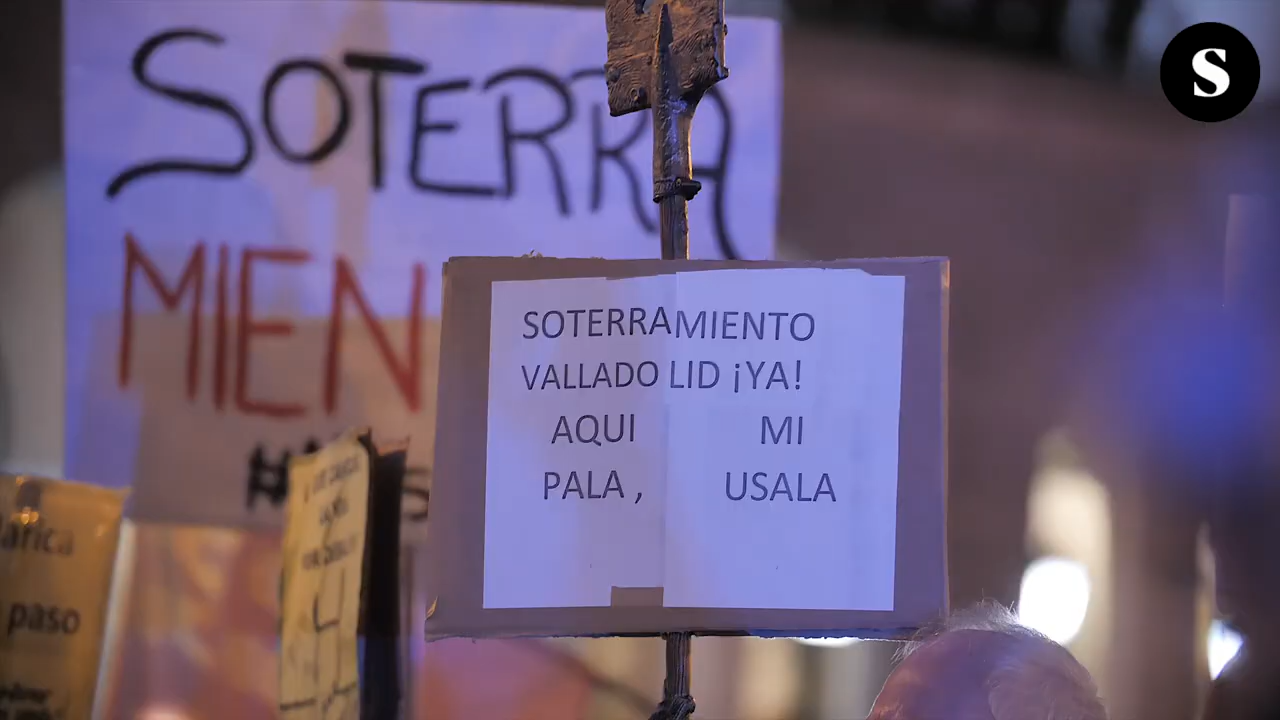 S
SOTERRA
MIEN
SOTERRAMIENTO
VALLADOLID ¡YA!
AQUI MI
PALA , USALA
paso